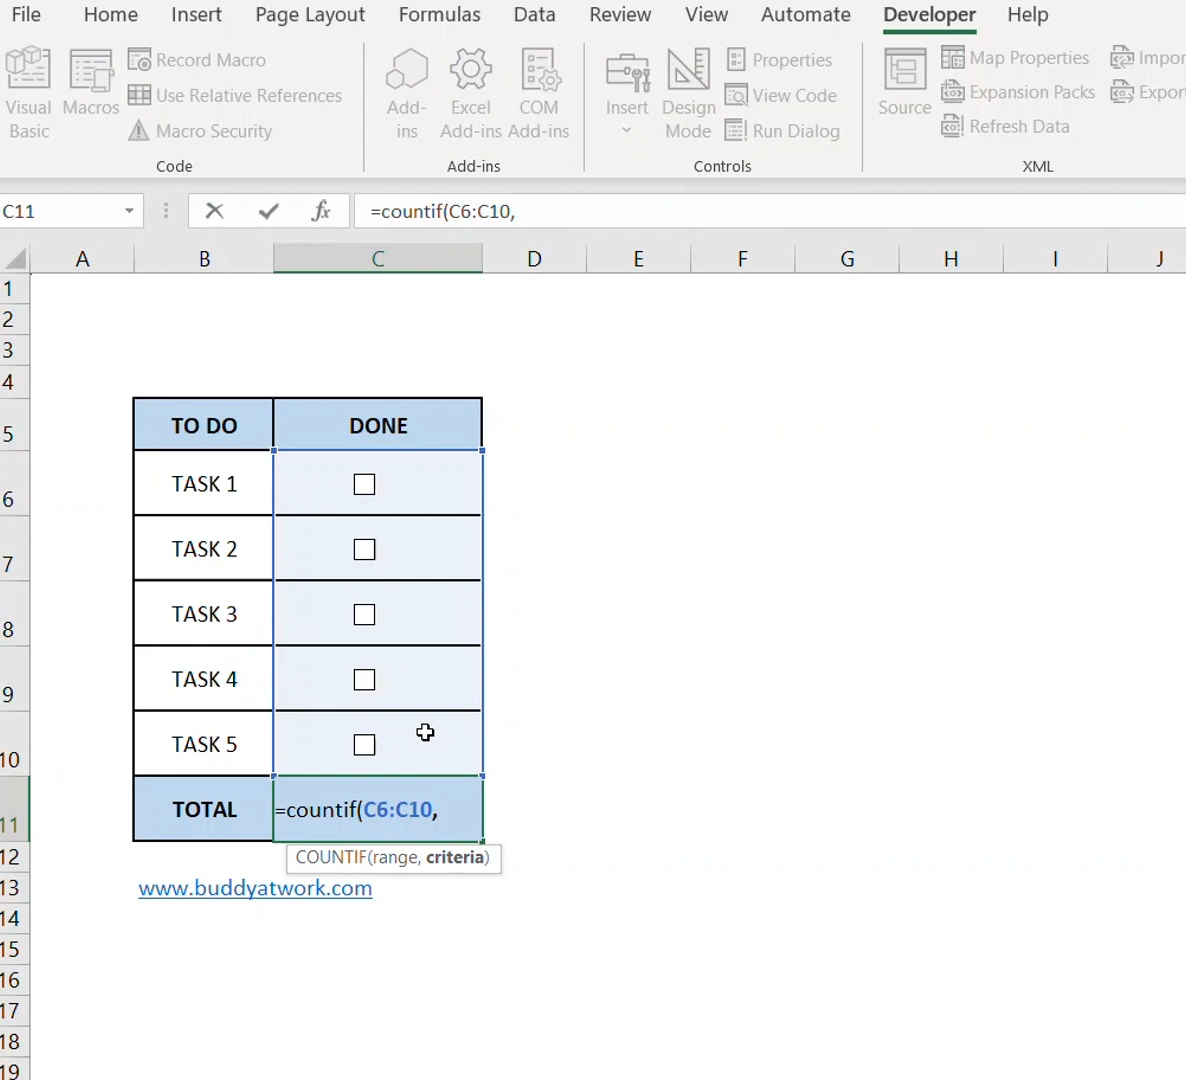 File Home Insert Page Layout Formulas Data Review View Automate Developer Help
Visual Basic
Macros
Record Macro
Use Relative References
Macro Security
Code
Add-
ins
Excel
Add-ins
COM
Add-ins
Add-ins
Insert
Design
Mode
Properties
View Code
Run Dialog
Controls
Source
Map Properties
Expansion Packs
Refresh Data
Impor
Export
XML
C11 fx =countif(C6:C10,
A B C D E F G H I J
1
2
3
4
5 TO DO DONE
6 TASK 1
7 TASK 2
8 TASK 3
9 TASK 4
10 TASK 5
11 TOTAL =countif(C6:C10,
12 COUNTIF(range, criteria)
13 www.buddyatwork.com
14
15
16
17
18
19